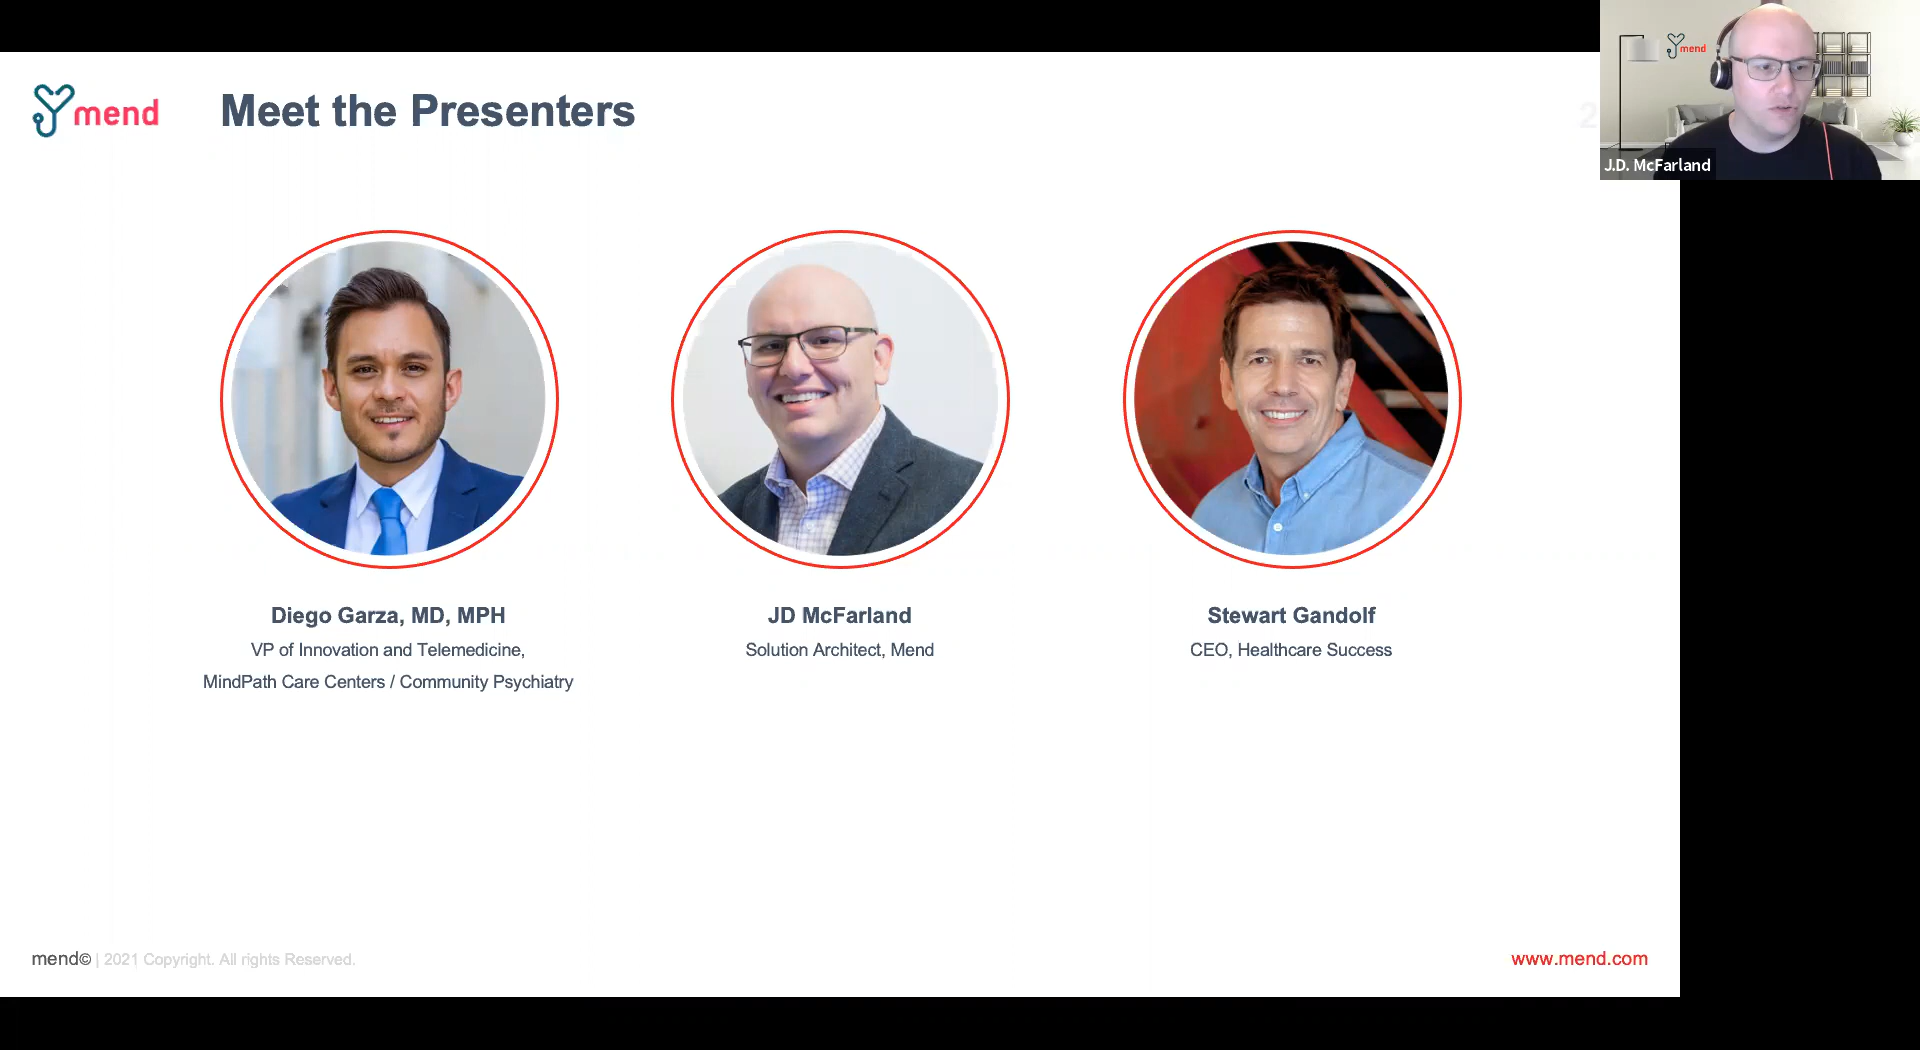 mend
Meet the Presenters
2
mend
J.D. McFarland
Diego Garza, MD, MPH
VP of Innovation and Telemedicine,
MindPath Care Centers / Community Psychiatry
JD McFarland
Solution Architect, Mend
Stewart Gandolf
CEO, Healthcare Success
mend© | 2021 Copyright. All rights Reserved.
www.mend.com